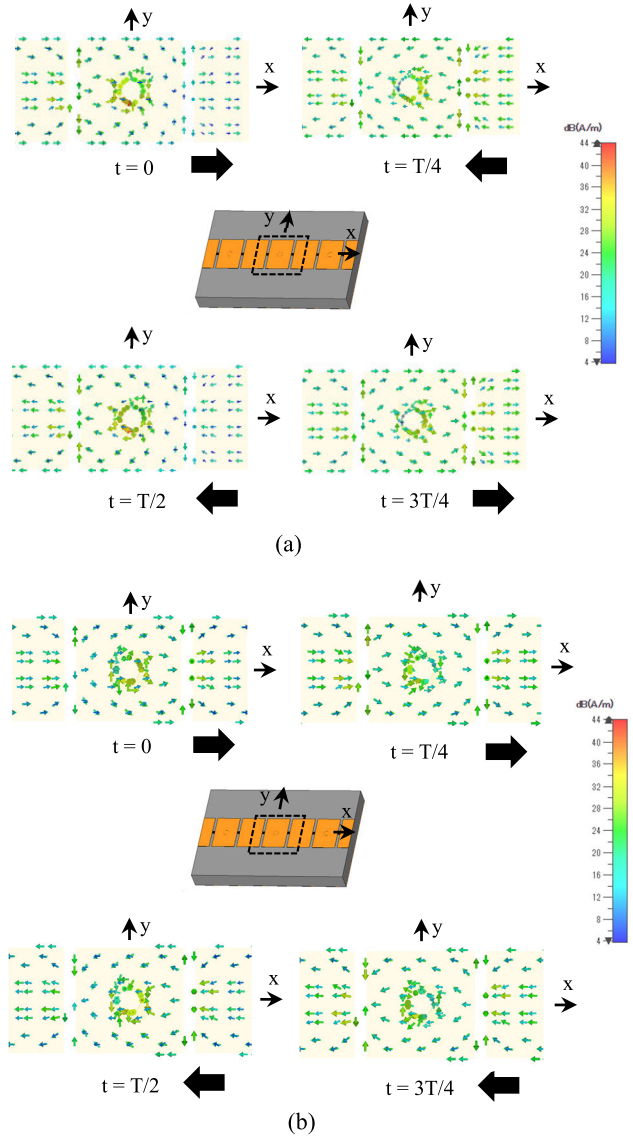 y
y
x
x
dB(A/m)
44
40
36
32
28
24
20
16
12
8
4
t = 0
t = T/4
y
x
y
y
x
x
t = T/2
t = 3T/4
(a)
y
y
x
x
t = 0
t = T/4
dB(A/m)
44
40
36
32
28
24
20
16
12
8
4
y
x
y
y
x
x
t = T/2
t = 3T/4
(b)